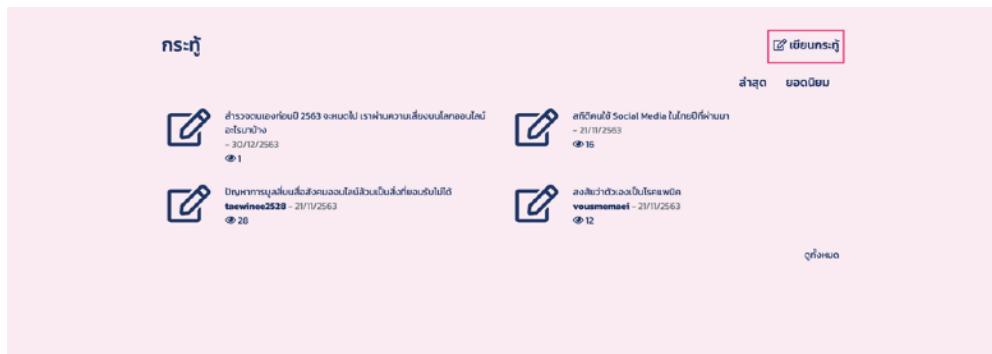 กระทู้
เขียนกระทู้
ล่าสุด ยอดนิยม
สำรวจตนเองก่อนปี 2563 จะหมดไป เราผ่านความเสี่ยงบนโลกออนไลน์
อะไรมาบ้าง
- 30/12/2563
1
สถิติคนใช้ Social Media ในไทยปีที่ผ่านมา
- 21/11/2563
16
ปัญหาการบูลลี่บนสื่อสังคมออนไลน์ล้วนเป็นสิ่งที่ยอมรับไม่ได้
taewinee2528 - 21/11/2563
28
สงสัยว่าตัวเองเป็นโรคแพนิค
vousmemaei - 21/11/2563
12
ดูทั้งหมด